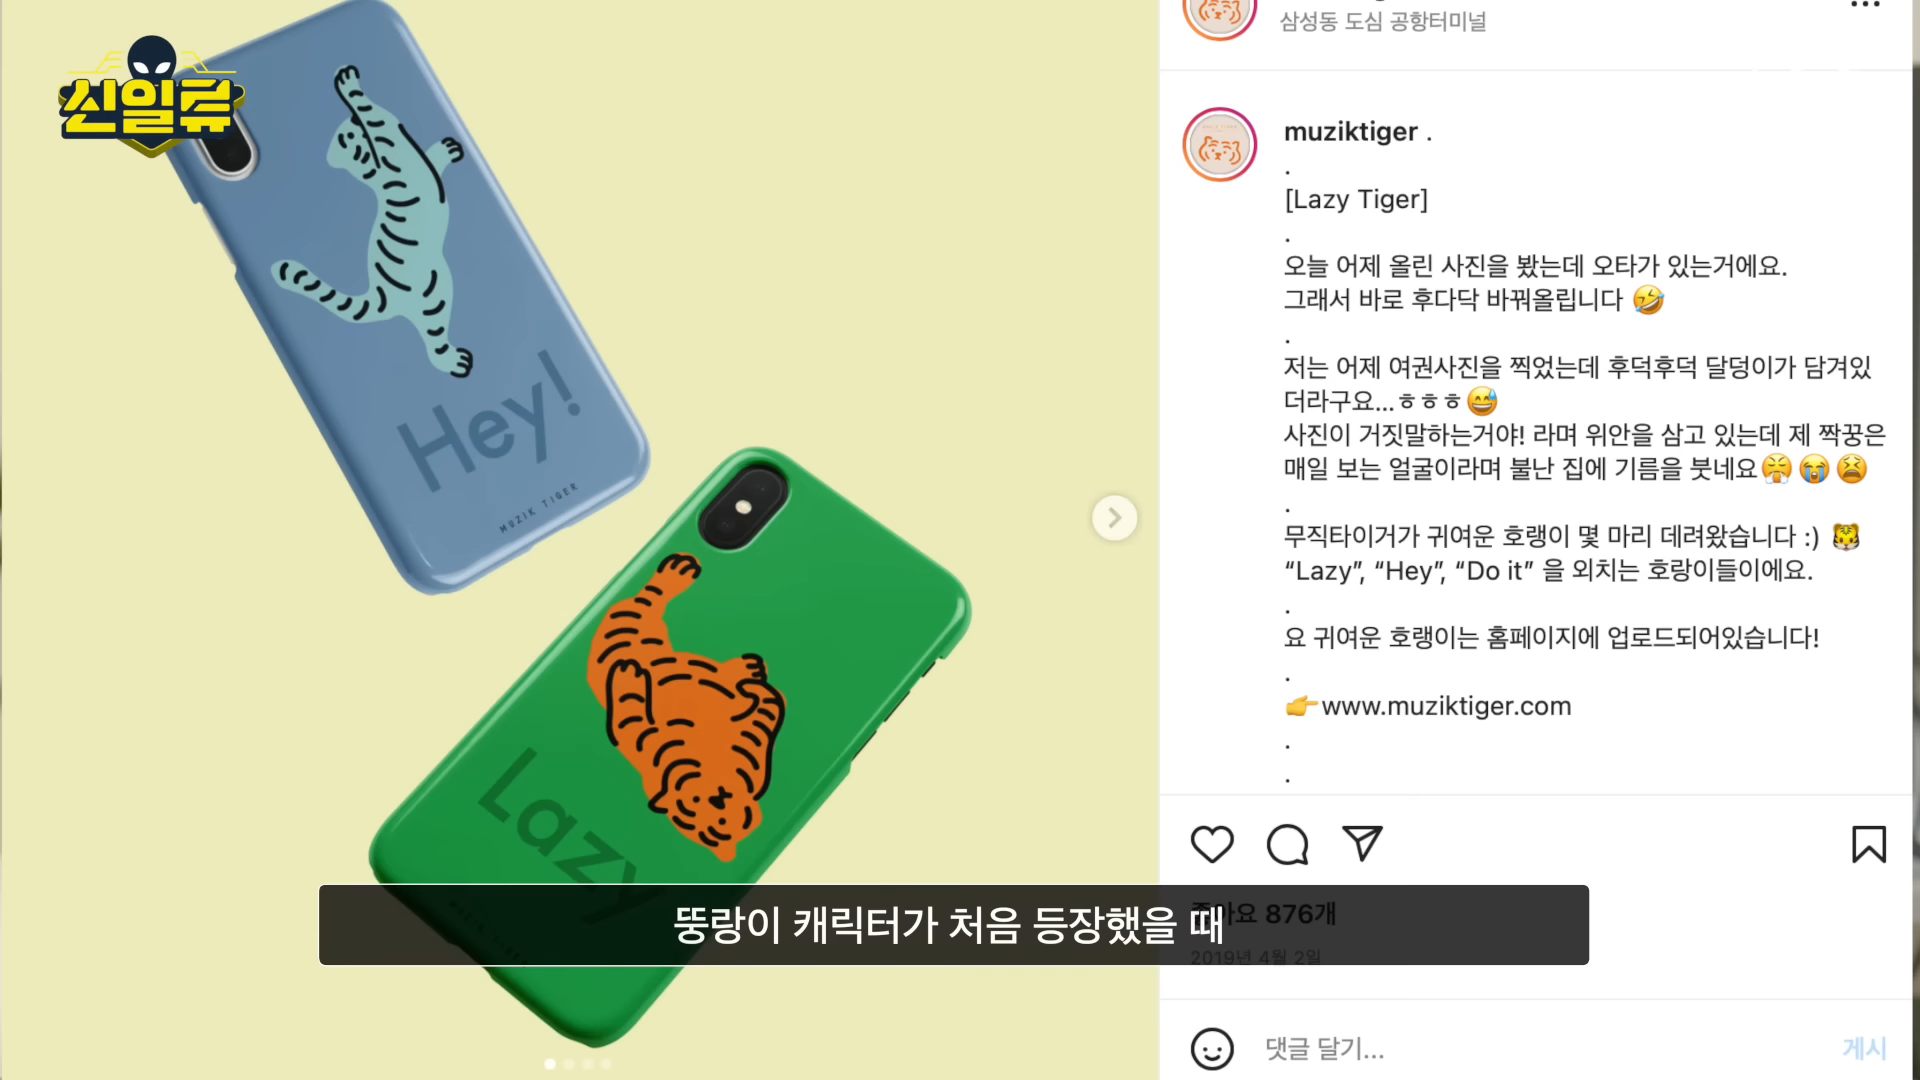 신일류
Hey!
MUZIK TIGER
Lazy
삼성동 도심 공항터미널
muziktiger .
.
[Lazy Tiger]
.
오늘 어제 올린 사진을 봤는데 오타가 있는거에요.
그래서 바로 후다닥 바꿔올립니다 🤣
.
저는 어제 여권사진을 찍었는데 후덕후덕 달덩이가 담겨있
더라구요...ㅎㅎㅎ😅
사진이 거짓말하는거야! 라며 위안을 삼고 있는데 제 짝꿍은
매일 보는 얼굴이라며 불난 집에 기름을 붓네요😤😭😫
.
무직타이거가 귀여운 호랭이 몇 마리 데려왔습니다 :) 🐯
“Lazy”, “Hey”, “Do it” 을 외치는 호랑이들이에요.
.
요 귀여운 호랭이는 홈페이지에 업로드되어있습니다!
.
👉www.muziktiger.com
.
.
좋아요 876개
2019년 4월 2일
뚱랑이 캐릭터가 처음 등장했을 때
댓글 달기...
게시